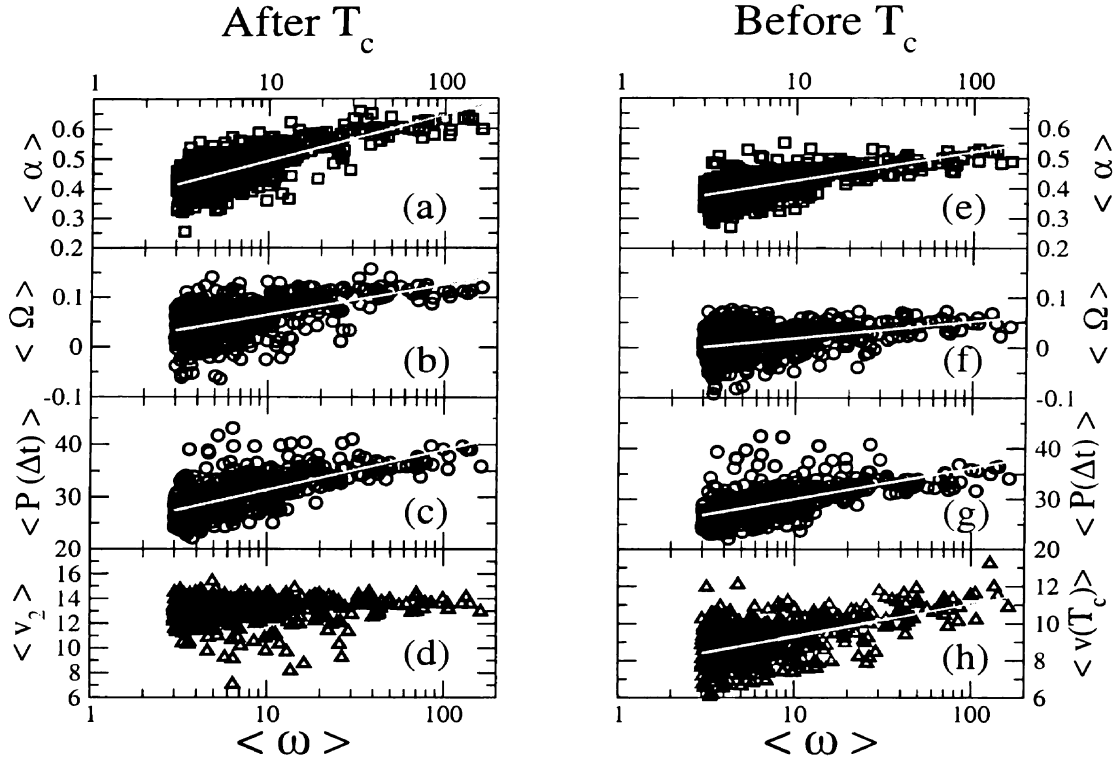 After T_c Before T_c
1 10 100 1 10 100
0.6 0.5 0.4 0.3 0.2
< α >
(a)
0.6 0.5 0.4 0.3 0.2
< α >
(e)
0.1 0 -0.1
< Ω >
(b)
0.1 0 -0.1
< Ω >
(f)
40 30 20
< P (Δt) >
(c)
40 30 20
< P(Δt) >
(g)
16 14 12 10 8 6
< v_2 >
(d)
12 10 8 6
< v(T_c)>
(h)
1 10 100 1 10 100
< ω > < ω >